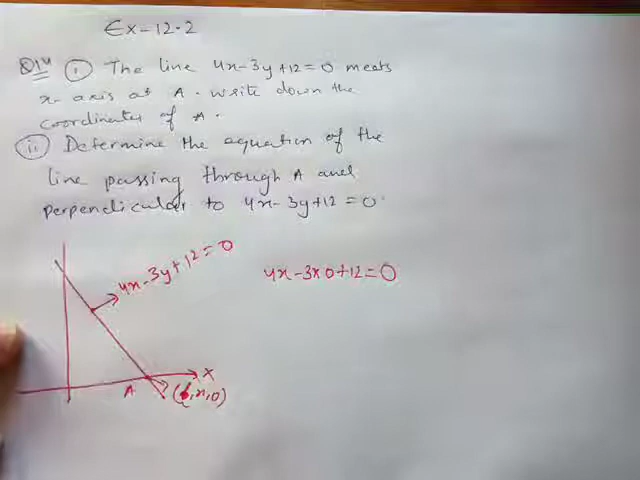 Ex-12.2
Q14 (i) The line 4x-3y+12=0 meets
x-axis at A. write down the
coordinates of A.
(ii) Determine the equation of the
line passing through A and
perpendicular to 4x-3y+12=0.
4x-3y+12=0
4x-3x0+12=0
X
A
x,0)